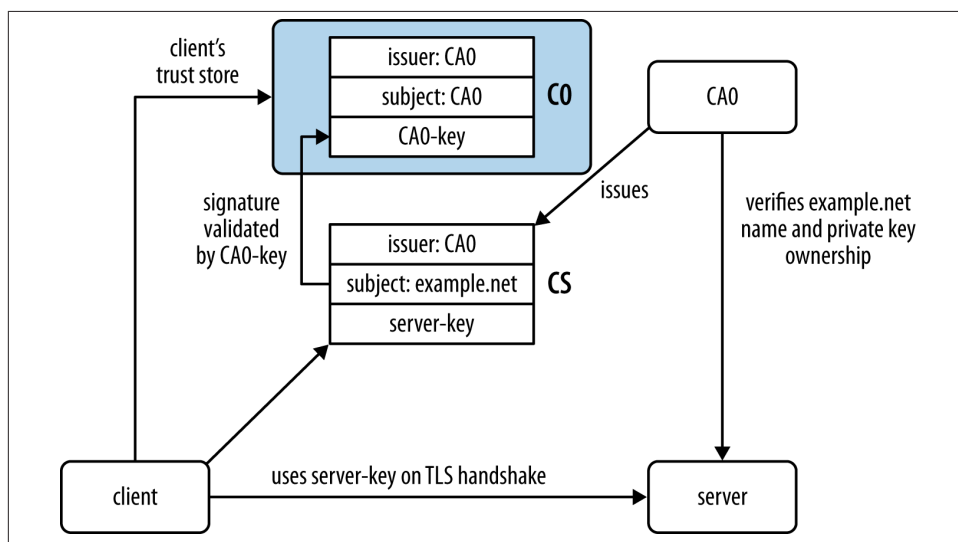 client's
trust store
issuer: CA0
subject: CA0
CA0-key
C0
CA0
signature
validated
by CA0-key
issues
verifies example.net
name and private key
ownership
issuer: CA0
subject: example.net
server-key
CS
client
uses server-key on TLS handshake
server